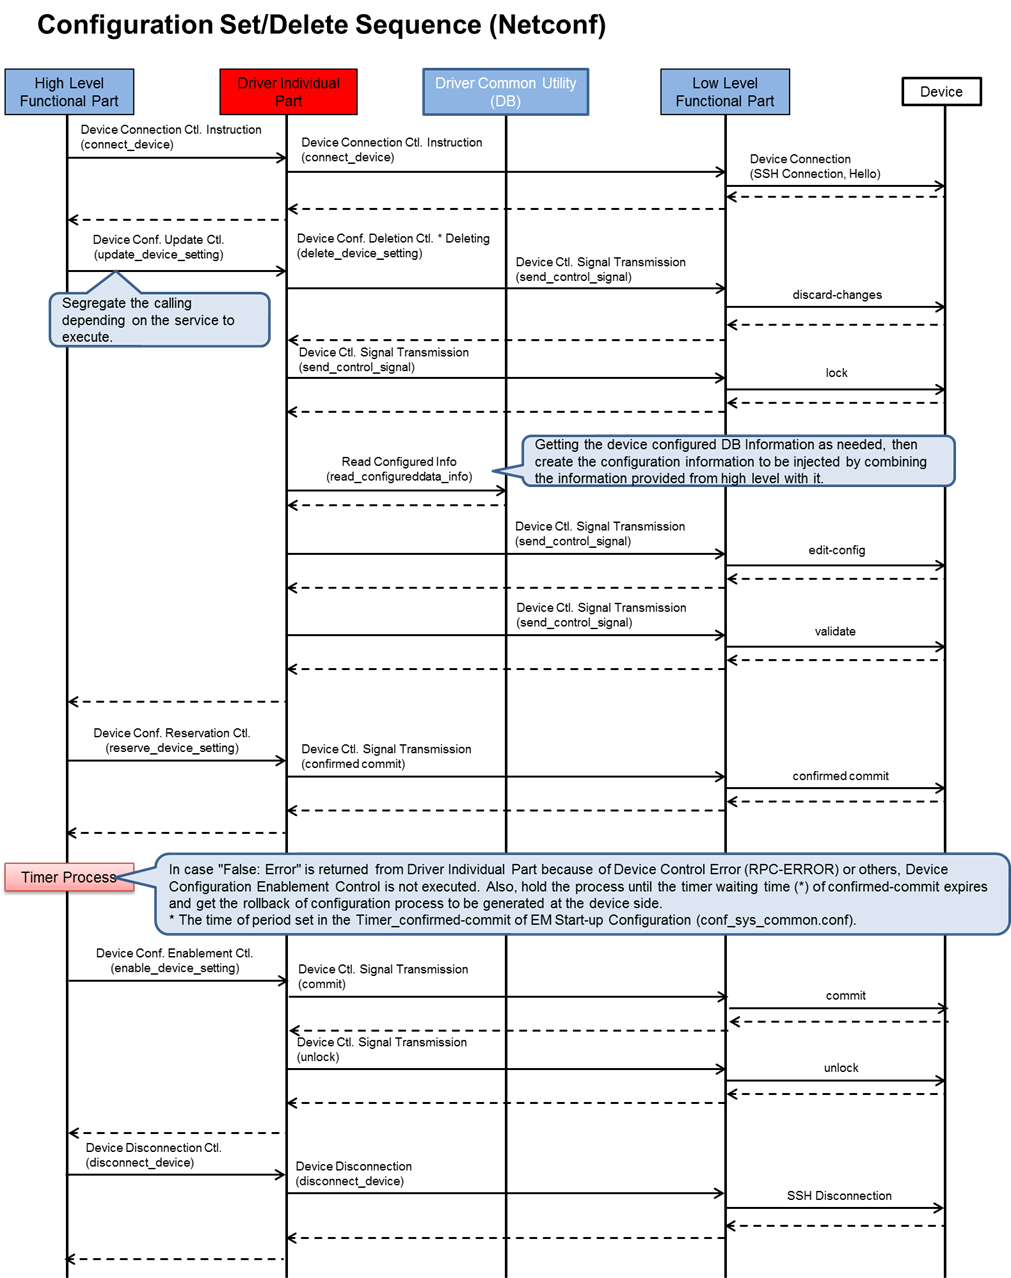 Configuration Set/Delete Sequence (Netconf)
High Level
Functional Part
Driver Individual
Part
Driver Common Utility
(DB)
Low Level
Functional Part
Device
Device Connection Ctl. Instruction
(connect_device)
Device Connection Ctl. Instruction
(connect_device)
Device Connection
(SSH Connection, Hello)
Device Conf. Update Ctl.
(update_device_setting)
Device Conf. Deletion Ctl. * Deleting
(delete_device_setting)
Device Ctl. Signal Transmission
(send_control_signal)
discard-changes
Segregate the calling
depending on the service to
execute.
Device Ctl. Signal Transmission
(send_control_signal)
lock
Getting the device configured DB Information as needed, then
create the configuration information to be injected by combining
the information provided from high level with it.
Read Configured Info
(read_configureddata_info)
Device Ctl. Signal Transmission
(send_control_signal)
edit-config
Device Ctl. Signal Transmission
(send_control_signal)
validate
Device Conf. Reservation Ctl.
(reserve_device_setting)
Device Ctl. Signal Transmission
(confirmed commit)
confirmed commit
Timer Process
In case "False: Error" is returned from Driver Individual Part because of Device Control Error (RPC-ERROR) or others, Device
Configuration Enablement Control is not executed. Also, hold the process until the timer waiting time (*) of confirmed-commit expires
and get the rollback of configuration process to be generated at the device side.
* The time of period set in the Timer_confirmed-commit of EM Start-up Configuration (conf_sys_common.conf).
Device Conf. Enablement Ctl.
(enable_device_setting)
Device Ctl. Signal Transmission
(commit)
commit
Device Ctl. Signal Transmission
(unlock)
unlock
Device Disconnection Ctl.
(disconnect_device)
Device Disconnection
(disconnect_device)
SSH Disconnection